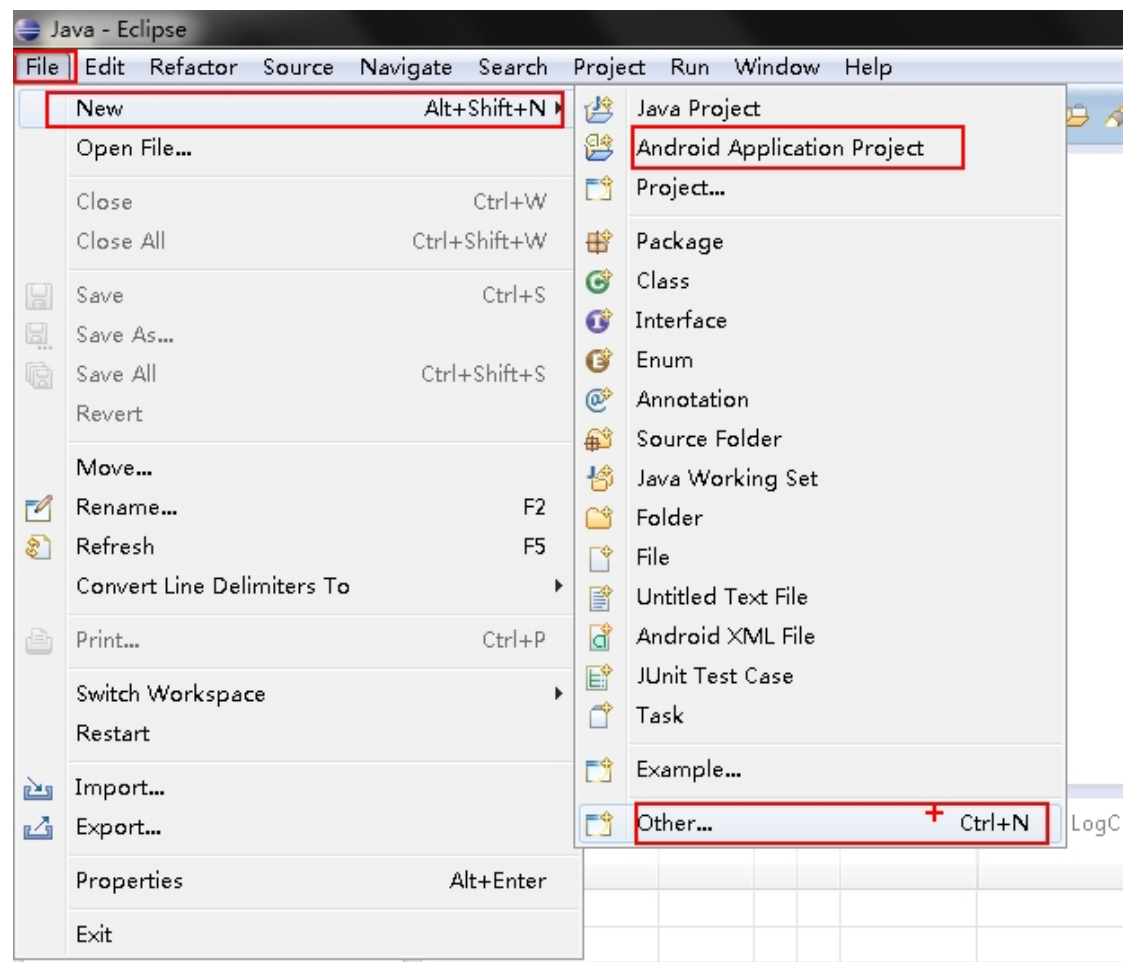 Java - Eclipse
File Edit Refactor Source Navigate Search Project Run Window Help
New Alt+Shift+N
Open File...
Close Ctrl+W
Close All Ctrl+Shift+W
Save Ctrl+S
Save As...
Save All Ctrl+Shift+S
Revert
Move...
Rename... F2
Refresh F5
Convert Line Delimiters To
Print... Ctrl+P
Switch Workspace
Restart
Import...
Export...
Properties Alt+Enter
Exit
Java Project
Android Application Project
Project...
Package
Class
Interface
Enum
Annotation
Source Folder
Java Working Set
Folder
File
Untitled Text File
Android XML File
JUnit Test Case
Task
Example...
Other... Ctrl+N
LogC